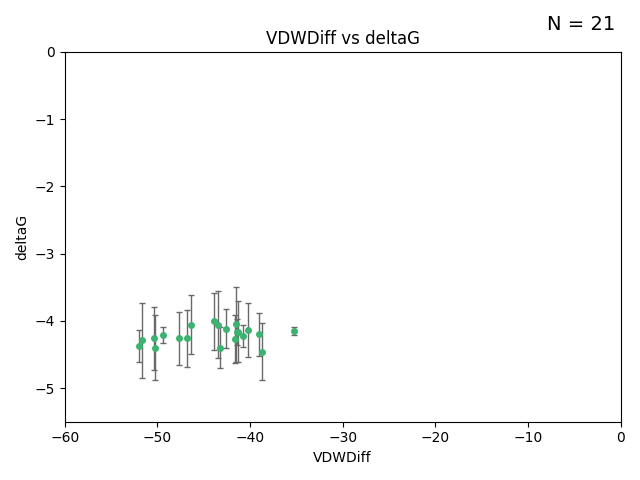 N = 21
VDWDiff vs deltaG
0
−1
−2
−3
−4
−5
deltaG
−60 −50 −40 −30 −20 −10 0
VDWDiff